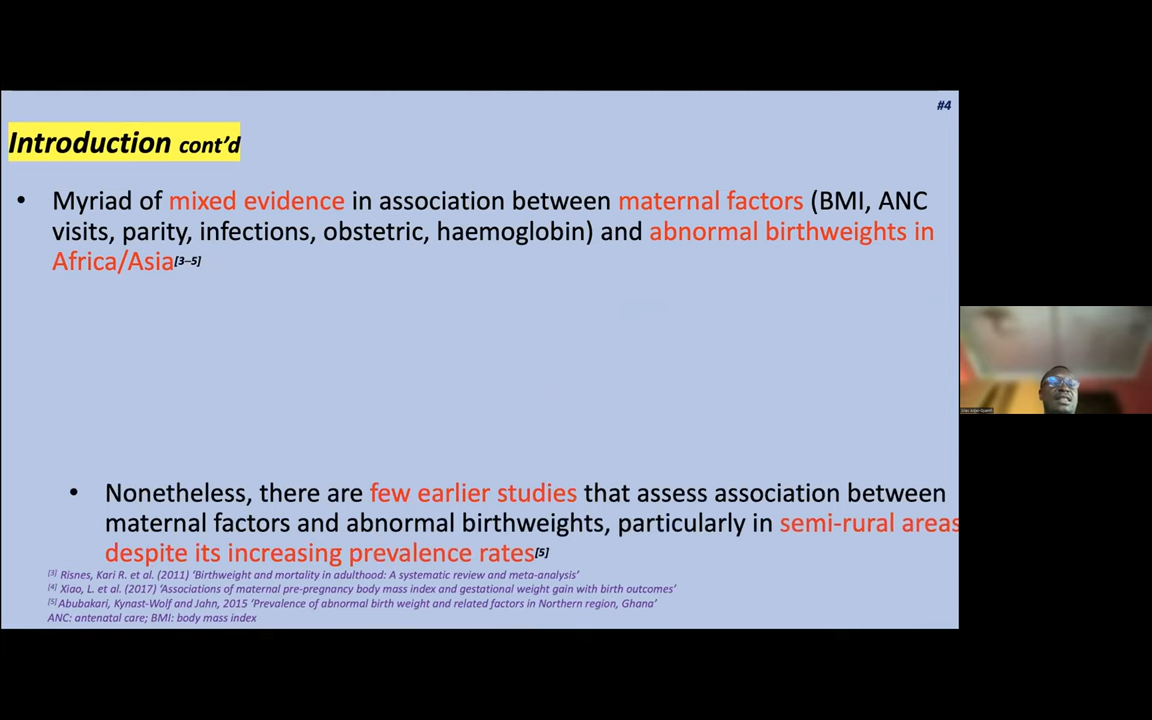 #4
Introduction cont’d
• Myriad of mixed evidence in association between maternal factors (BMI, ANC
visits, parity, infections, obstetric, haemoglobin) and abnormal birthweights in
Africa/Asia[3–5]
• Nonetheless, there are few earlier studies that assess association between
maternal factors and abnormal birthweights, particularly in semi-rural areas
despite its increasing prevalence rates[5]
[3] Risnes, Kari R. et al. (2011) ‘Birthweight and mortality in adulthood: A systematic review and meta-analysis’
[4] Xiao, L. et al. (2017) ‘Associations of maternal pre-pregnancy body mass index and gestational weight gain with birth outcomes’
[5] Abubakari, Kynast-Wolf and Jahn, 2015 ‘Prevalence of abnormal birth weight and related factors in Northern region, Ghana’
ANC: antenatal care; BMI: body mass index